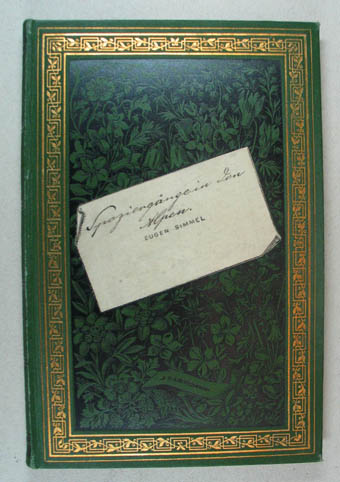 Spaziergänge in den
Alpen.
EUGEN SIMMEL